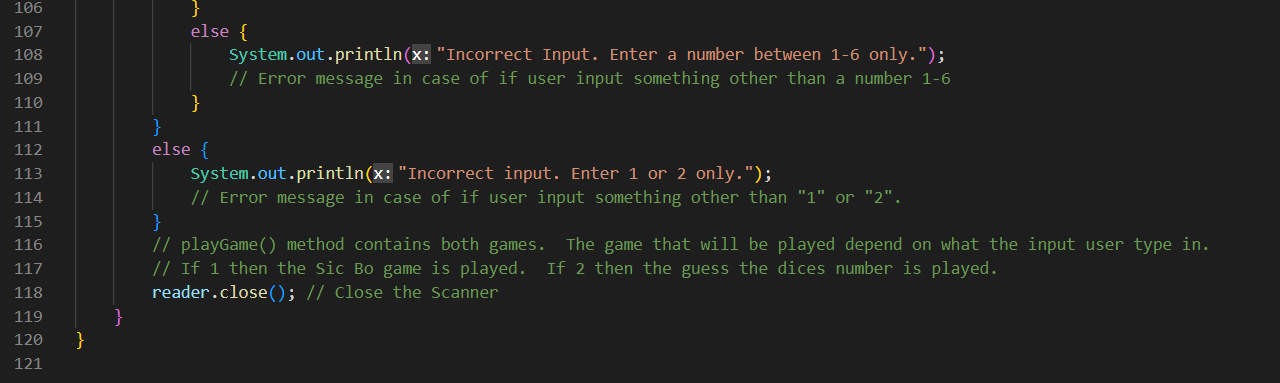 106 }
107 else {
108 System.out.println(x: "Incorrect Input. Enter a number between 1-6 only.");
109 // Error message in case of if user input something other than a number 1-6
110 }
111 }
112 else {
113 System.out.println(x: "Incorrect input. Enter 1 or 2 only.");
114 // Error message in case of if user input something other than "1" or "2".
115 }
116 // playGame() method contains both games.  The game that will be played depend on what the input user type in.
117 // If 1 then the Sic Bo game is played.  If 2 then the guess the dices number is played.
118 reader.close(); // Close the Scanner
119 }
120 }
121